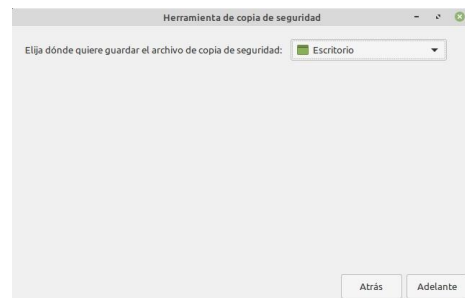 Herramienta de copia de seguridad
Elija dónde quiere guardar el archivo de copia de seguridad: Escritorio
Atrás Adelante